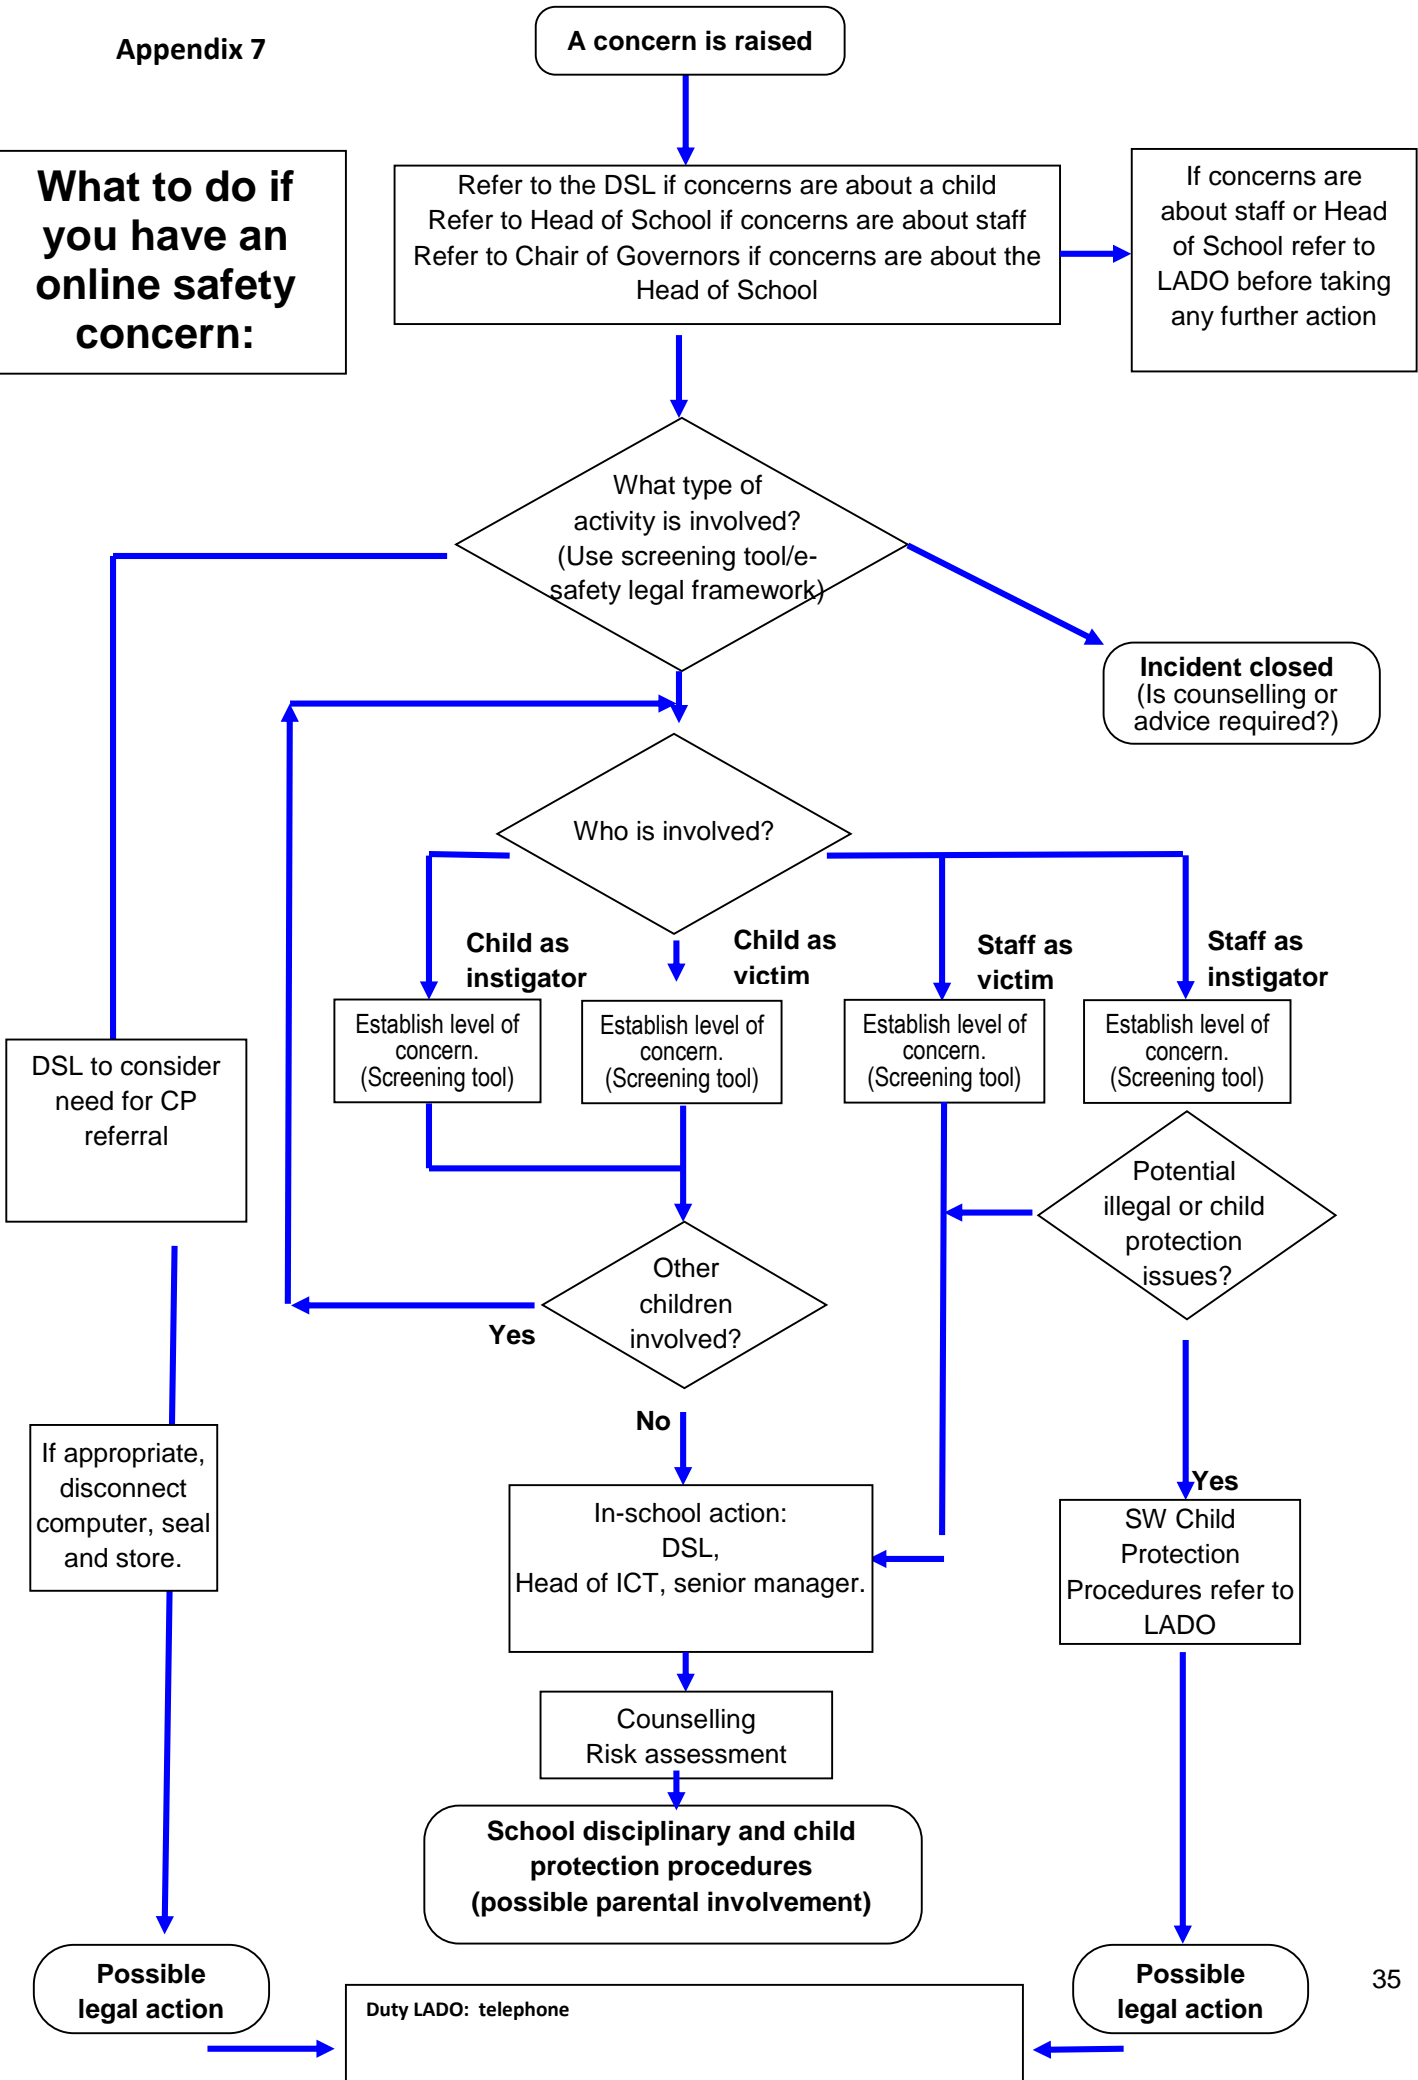 Appendix 7
A concern is raised
What to do if
you have an
online safety
concern:
Refer to the DSL if concerns are about a child
Refer to Head of School if concerns are about staff
Refer to Chair of Governors if concerns are about the
Head of School
If concerns are
about staff or Head
of School refer to
LADO before taking
any further action
What type of
activity is involved?
(Use screening tool/e-
safety legal framework)
Incident closed
(Is counselling or
advice required?)
Who is involved?
Child as
instigator
Child as
victim
Staff as
victim
Staff as
instigator
Establish level of
concern.
(Screening tool)
Establish level of
concern.
(Screening tool)
Establish level of
concern.
(Screening tool)
Establish level of
concern.
(Screening tool)
DSL to consider
need for CP
referral
Potential
illegal or child
protection
issues?
Other
children
involved?
Yes
No
If appropriate,
disconnect
computer, seal
and store.
In-school action:
DSL,
Head of ICT, senior manager.
Yes
SW Child
Protection
Procedures refer to
LADO
Counselling
Risk assessment
School disciplinary and child
protection procedures
(possible parental involvement)
Possible
legal action
Possible
legal action
Duty LADO: telephone
35